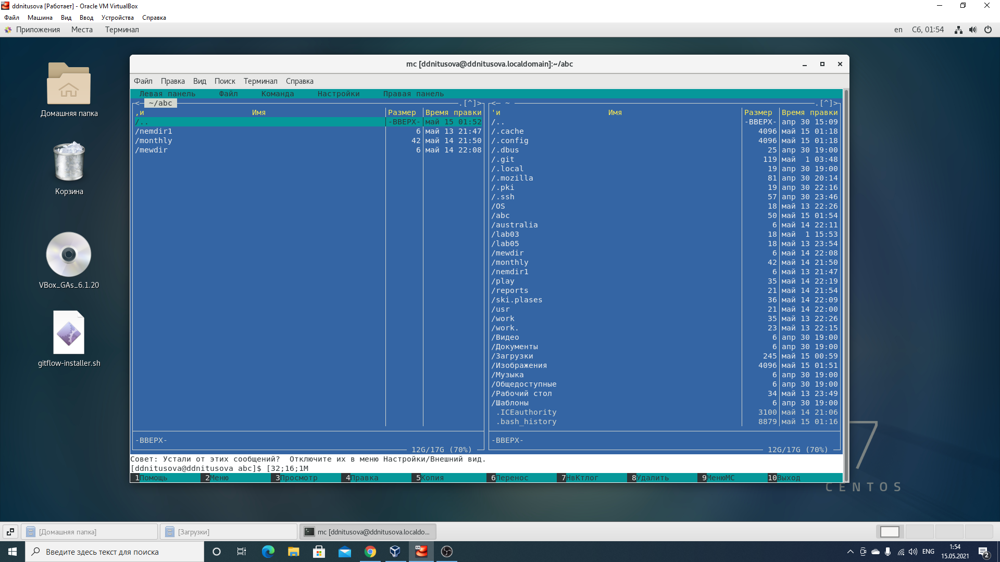 ddnitusova [Работает] - Oracle VM VirtualBox
Файл Машина Вид Ввод Устройства Справка
Приложения Места Терминал en Сб, 01:54
Домашняя папка
Корзина
VBox_GAs_6.1.20
gitflow-installer.sh
mc [ddnitusova@ddnitusova.localdomain]:~/abc
Файл Правка Вид Поиск Терминал Справка
Левая панель Файл Команда Настройки Правая панель
<─ ~/abc .[^]>
,и Имя Размер Время правки
/.. -ВВЕРХ- май 15 01:52
/nemdir1 6 май 13 21:47
/monthly 42 май 14 21:50
/mewdir 6 май 14 22:08
-ВВЕРХ-
12G/17G (70%)
<─ ~ .[^]>
'и Имя Размер Время правки
/.. -ВВЕРХ- апр 30 15:09
/.cache 4096 май 15 01:18
/.config 4096 май 15 01:18
/.dbus 25 апр 30 19:00
/.git 119 май 1 03:48
/.local 19 апр 30 19:00
/.mozilla 81 апр 30 20:14
/.pki 19 апр 30 22:16
/.ssh 57 апр 30 23:46
/OS 18 май 13 22:26
/abc 50 май 15 01:54
/australia 6 май 14 22:11
/lab03 18 май 1 15:53
/lab05 18 май 13 23:54
/mewdir 6 май 14 22:08
/monthly 42 май 14 21:50
/nemdir1 6 май 13 21:47
/play 35 май 14 22:19
/reports 21 май 14 21:54
/ski.plases 36 май 14 22:09
/usr 21 май 14 22:00
/work 35 май 13 22:26
/work. 23 май 13 22:15
/Видео 6 апр 30 19:00
/Документы 6 апр 30 19:00
/Загрузки 245 май 15 00:59
/Изображения 4096 май 15 01:51
/Музыка 6 апр 30 19:00
/Общедоступные 6 апр 30 19:00
/Рабочий стол 34 май 13 23:49
/Шаблоны 6 апр 30 19:00
.ICEauthority 3100 май 14 21:06
.bash_history 8879 май 15 01:16
-ВВЕРХ-
12G/17G (70%)
Совет: Устали от этих сообщений? Отключите их в меню Настройки/Внешний вид.
[ddnitusova@ddnitusova abc]$ [32;16;1M
1Помощь 2Меню 3Просмотр 4Правка 5Копия 6Перенос 7НвКтлог 8Удалить 9МенюМС 10Выход
7
CENTOS
[Домашняя папка] [Загрузки] mc [ddnitusova@ddnitusova.localdo...
Введите здесь текст для поиска
64
ENG
1:54
15.05.2021
2